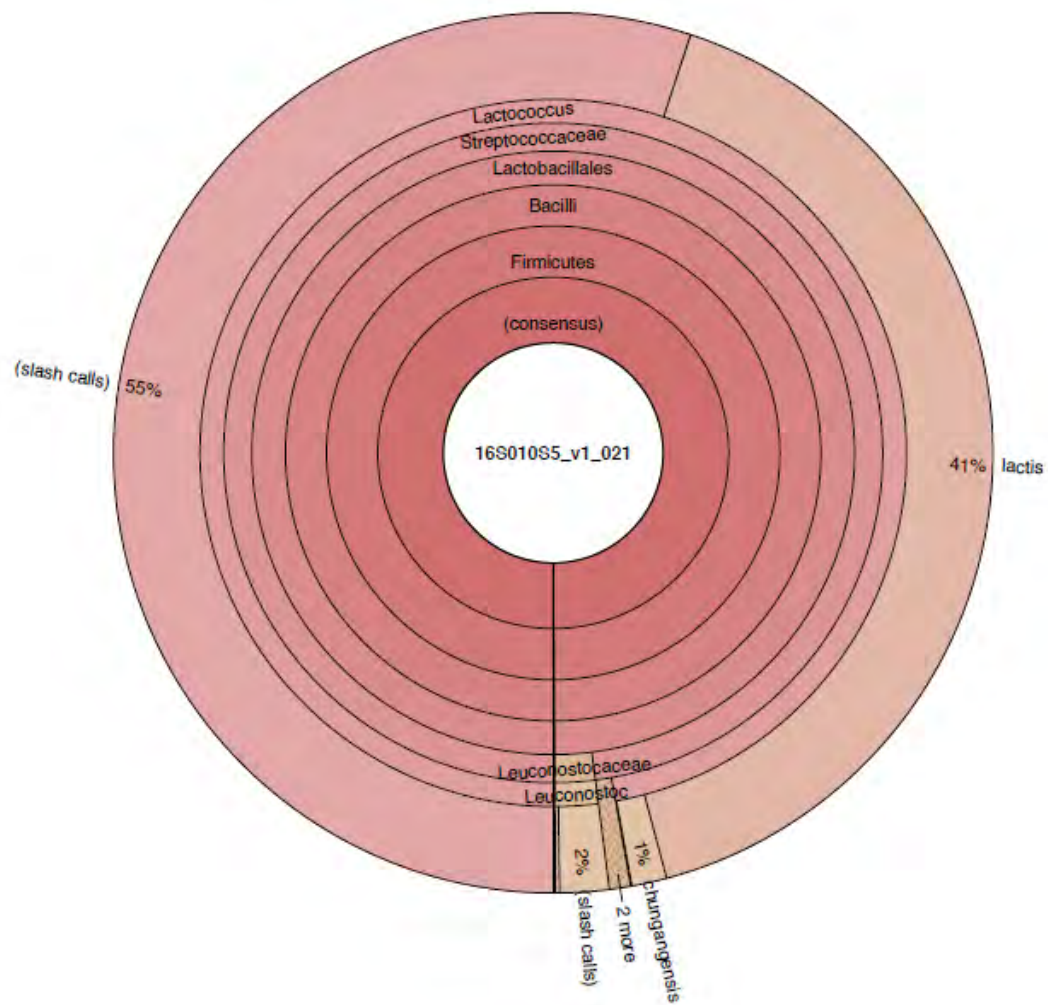 Lactococcus
Streptococcaceae
Lactobacillales
Bacilli
Firmicutes
(consensus)
(slash calls) 55%
16S010S5_v1_021
41% lactis
Leuconostocaceae
Leuconostoc
2% (slash calls)
2 more
1% chungangensis